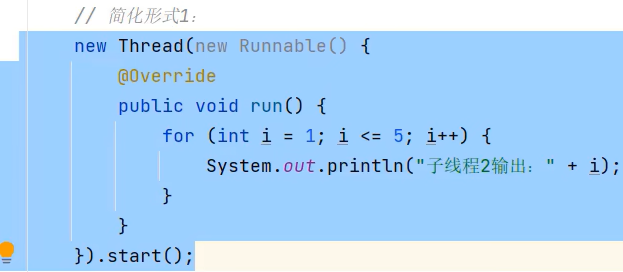 // 简化形式1：
new Thread(new Runnable() {
@Override
public void run() {
for (int i = 1; i <= 5; i++) {
System.out.println("子线程2输出：" + i);
}
}
}).start();